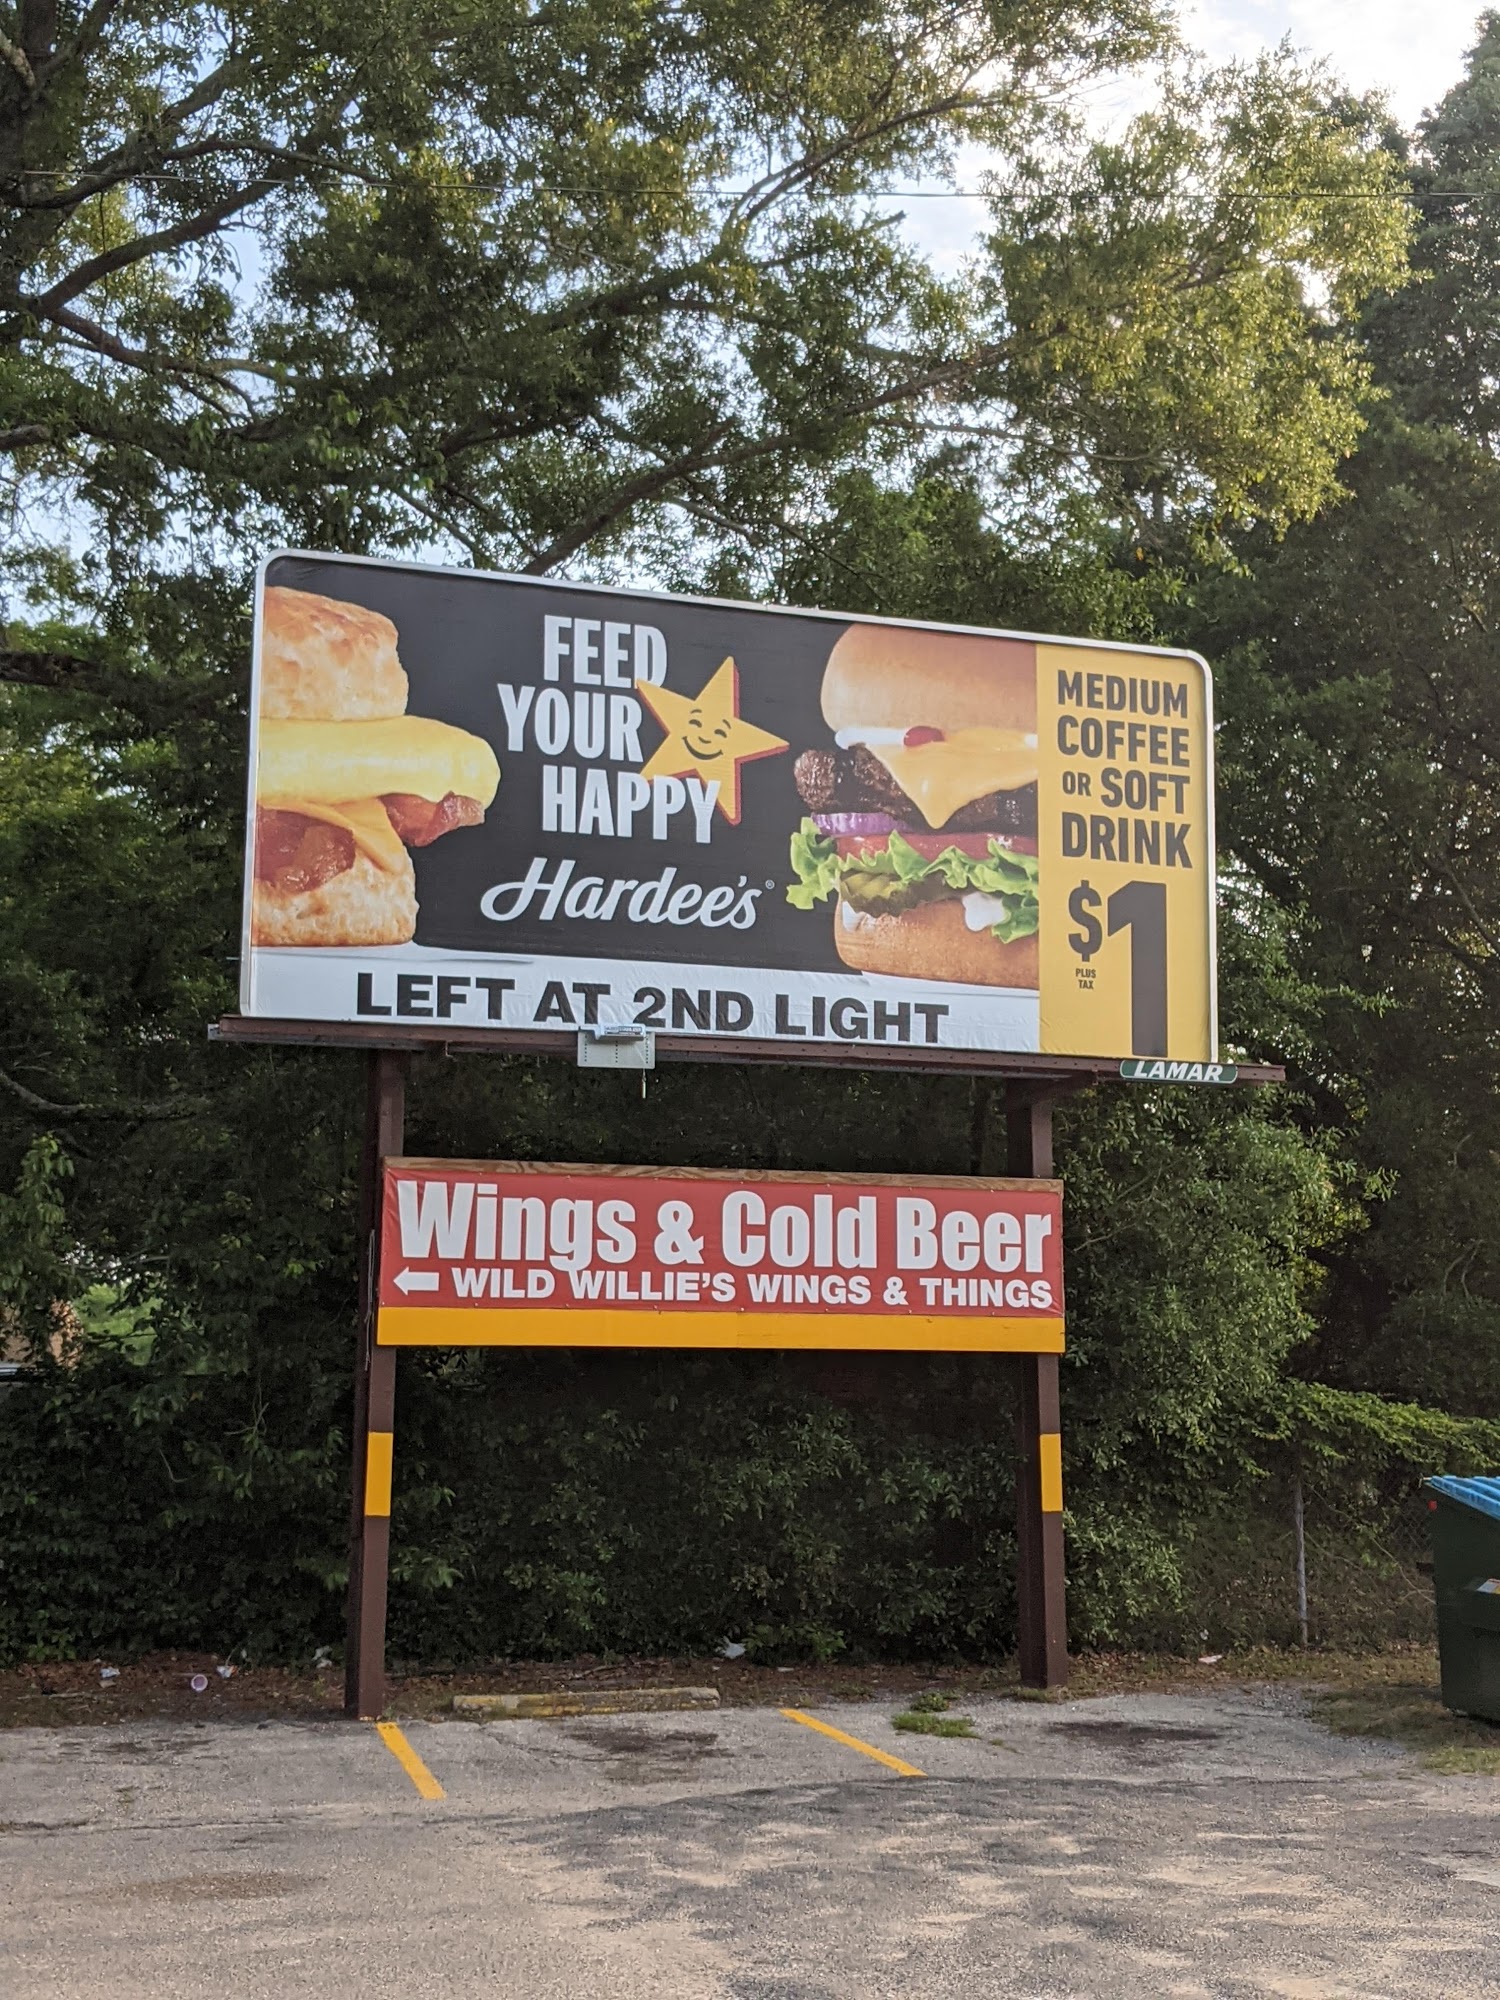 FEED
YOUR
HAPPY
Hardee's®
LEFT AT 2ND LIGHT
MEDIUM
COFFEE
OR SOFT
DRINK
$1
PLUS
TAX
LAMAR
Wings & Cold Beer
← WILD WILLIE'S WINGS & THINGS